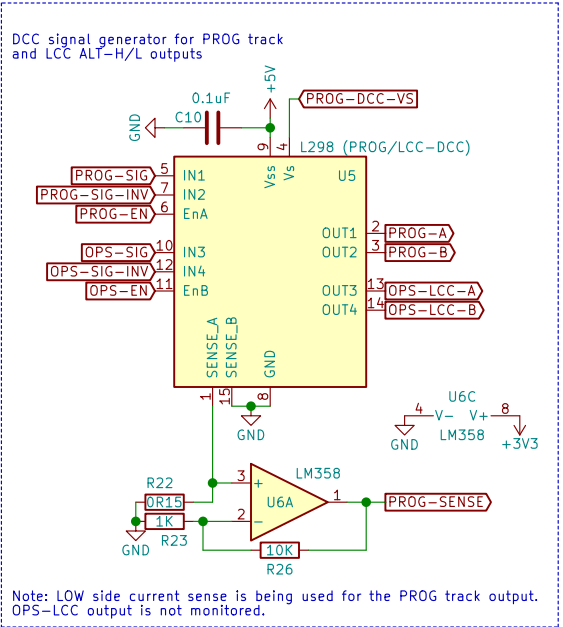 DCC signal generator for PROG track
and LCC ALT-H/L outputs
+5V
0.1uF
PROG-DCC-VS
C10
GND
9
4
L298 (PROG/LCC-DCC)
Vss
Vs
U5
PROG-SIG 5 IN1
PROG-SIG-INV 7 IN2
PROG-EN 6 EnA
OUT1 2 PROG-A
OUT2 3 PROG-B
OPS-SIG 10 IN3
OPS-SIG-INV 12 IN4
OPS-EN 11 EnB
OUT3 13 OPS-LCC-A
OUT4 14 OPS-LCC-B
SENSE_A
SENSE_B
GND
1
15
8
GND
U6C
4 V- V+ 8
GND
LM358
+3V3
LM358
R22
0R15
3 +
U6A
1
PROG-SENSE
1K
2 -
GND
R23
10K
R26
Note: LOW side current sense is being used for the PROG track output.
OPS-LCC output is not monitored.